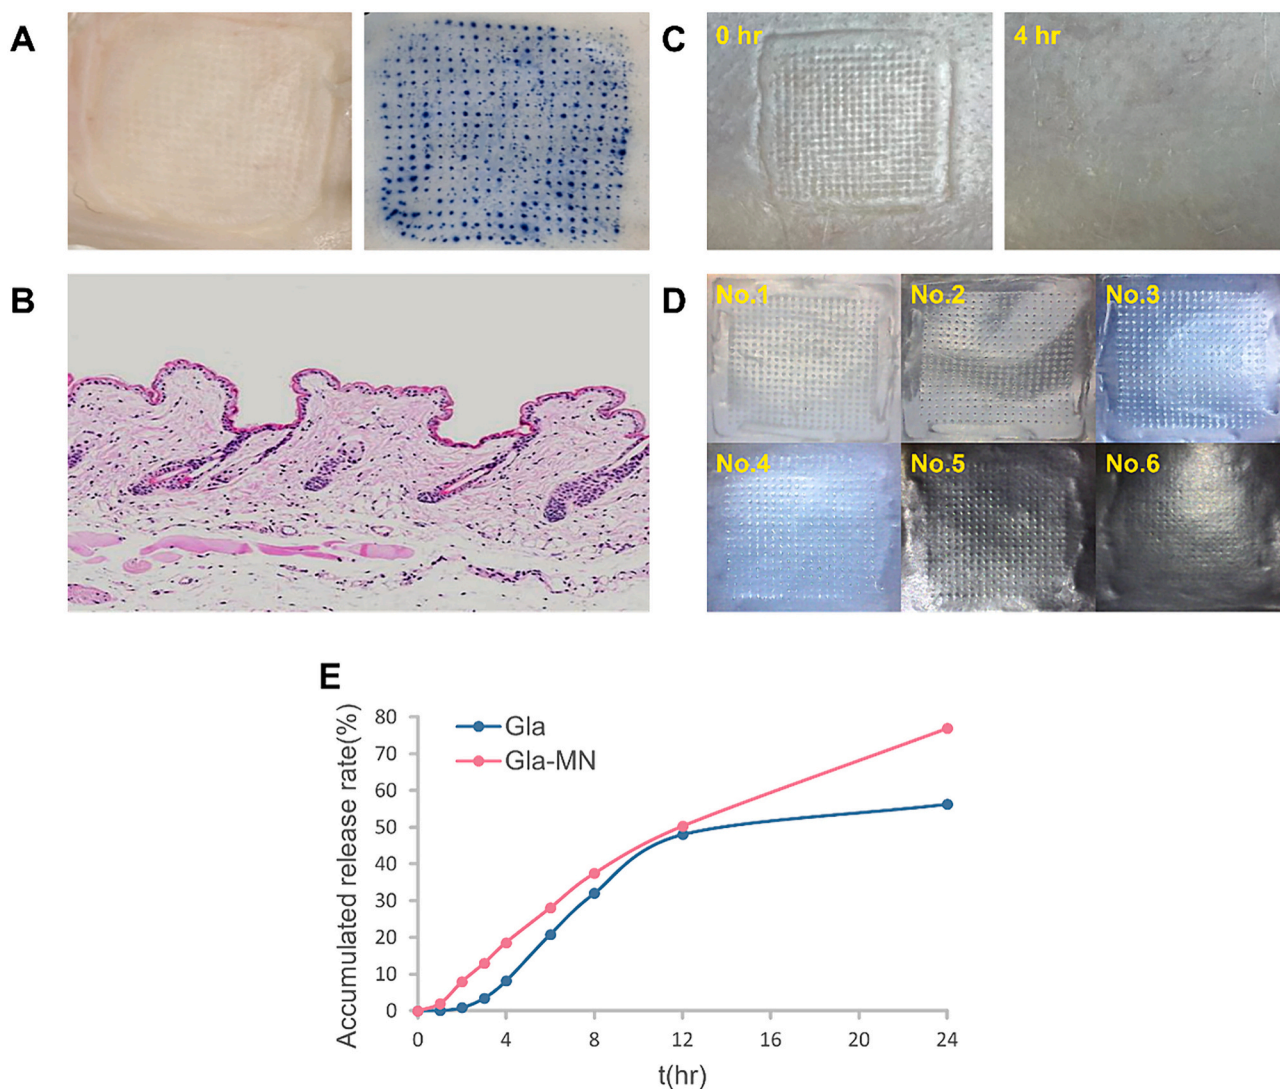 A
C
0 hr
4 hr
B
D
No.1
No.2
No.3
No.4
No.5
No.6
E
Accumulated release rate(%)
80
70
60
50
40
30
20
10
0
Gla
Gla-MN
0
4
8
12
16
20
24
t(hr)